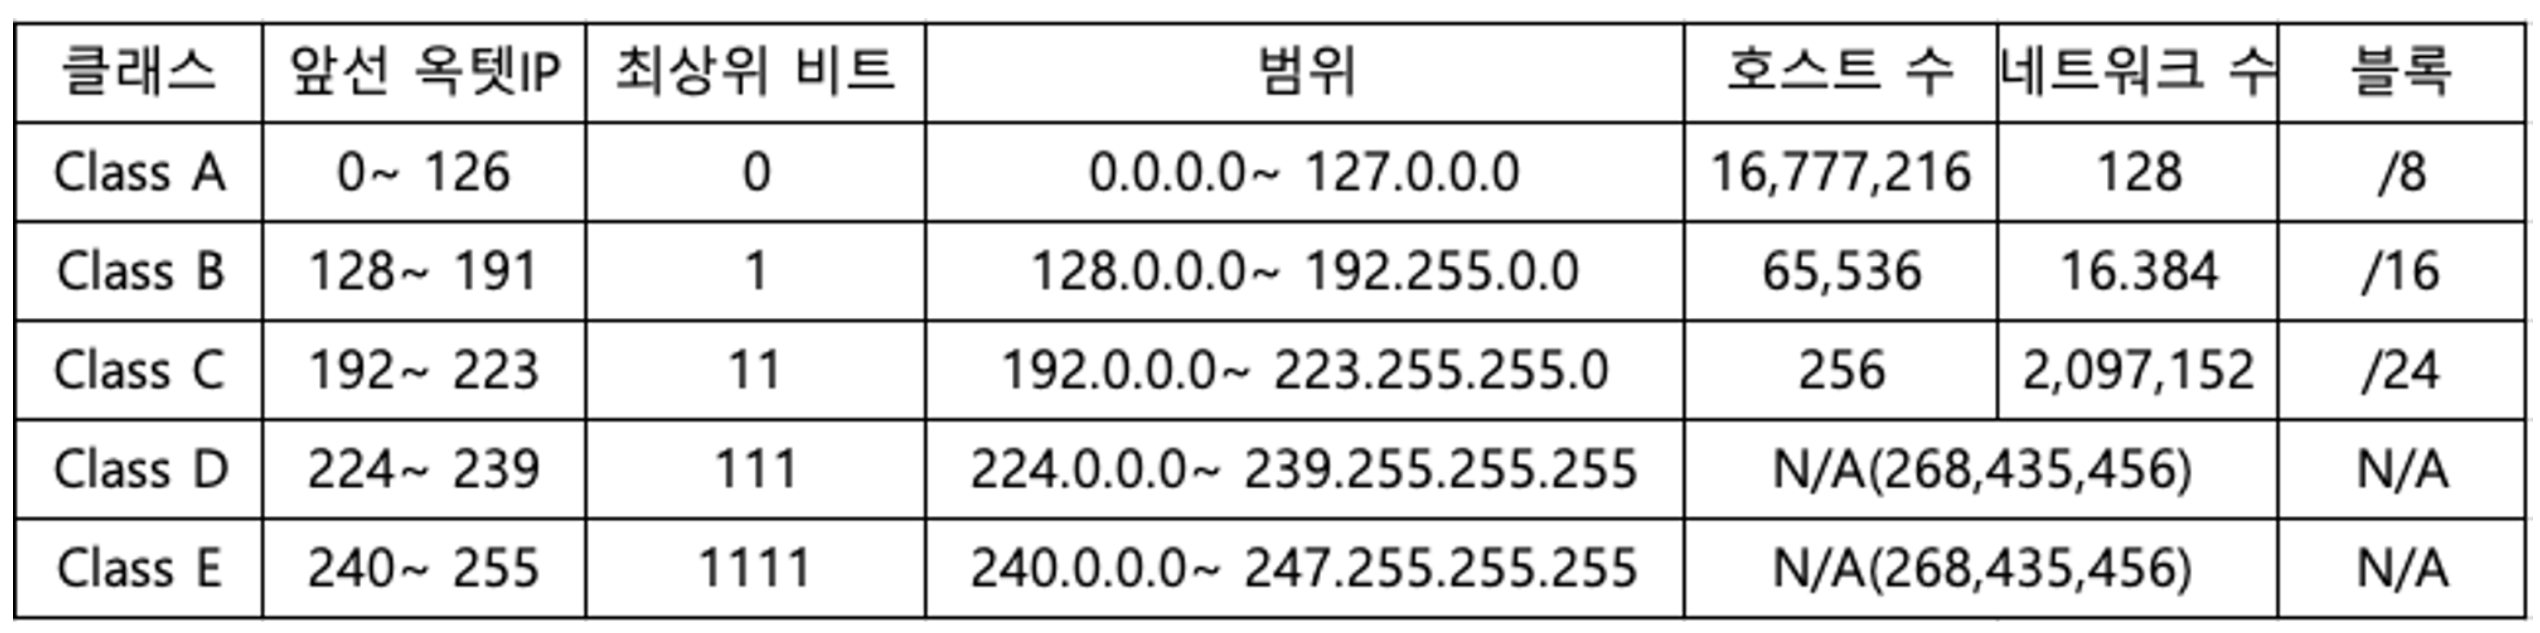 클래스 앞선 옥텟IP 최상위 비트 범위 호스트 수 네트워크 수 블록
Class A 0~ 126 0 0.0.0.0~ 127.0.0.0 16,777,216 128 /8
Class B 128~ 191 1 128.0.0.0~ 192.255.0.0 65,536 16.384 /16
Class C 192~ 223 11 192.0.0.0~ 223.255.255.0 256 2,097,152 /24
Class D 224~ 239 111 224.0.0.0~ 239.255.255.255 N/A(268,435,456) N/A
Class E 240~ 255 1111 240.0.0.0~ 247.255.255.255 N/A(268,435,456) N/A